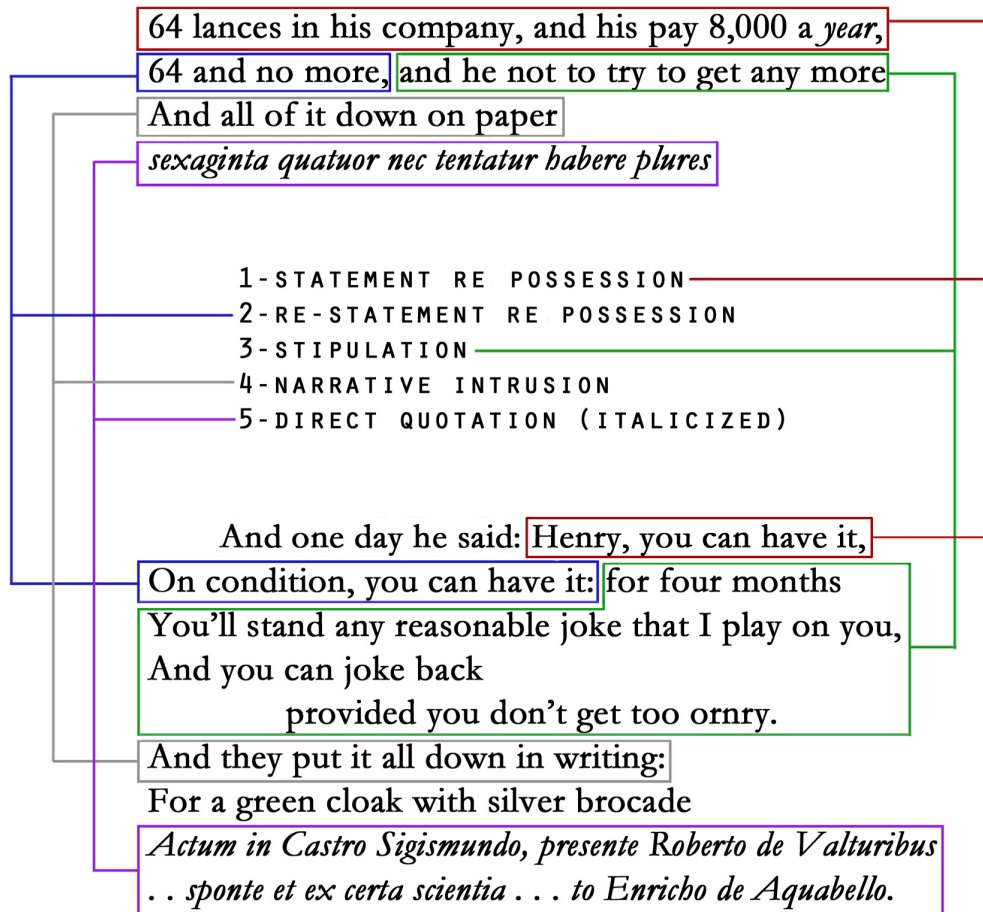 64 lances in his company, and his pay 8,000 a year,
64 and no more, and he not to try to get any more
And all of it down on paper
sexaginta quatuor nec tentatur habere plures
1-STATEMENT RE POSSESSION
2-RE-STATEMENT RE POSSESSION
3-STIPULATION
4-NARRATIVE INTRUSION
5-DIRECT QUOTATION (ITALICIZED)
And one day he said: Henry, you can have it,
On condition, you can have it: for four months
You’ll stand any reasonable joke that I play on you,
And you can joke back
provided you don’t get too ornry.
And they put it all down in writing:
For a green cloak with silver brocade
Actum in Castro Sigismundo, presente Roberto de Valturibus
. . sponte et ex certa scientia . . . to Enricho de Aquabello.